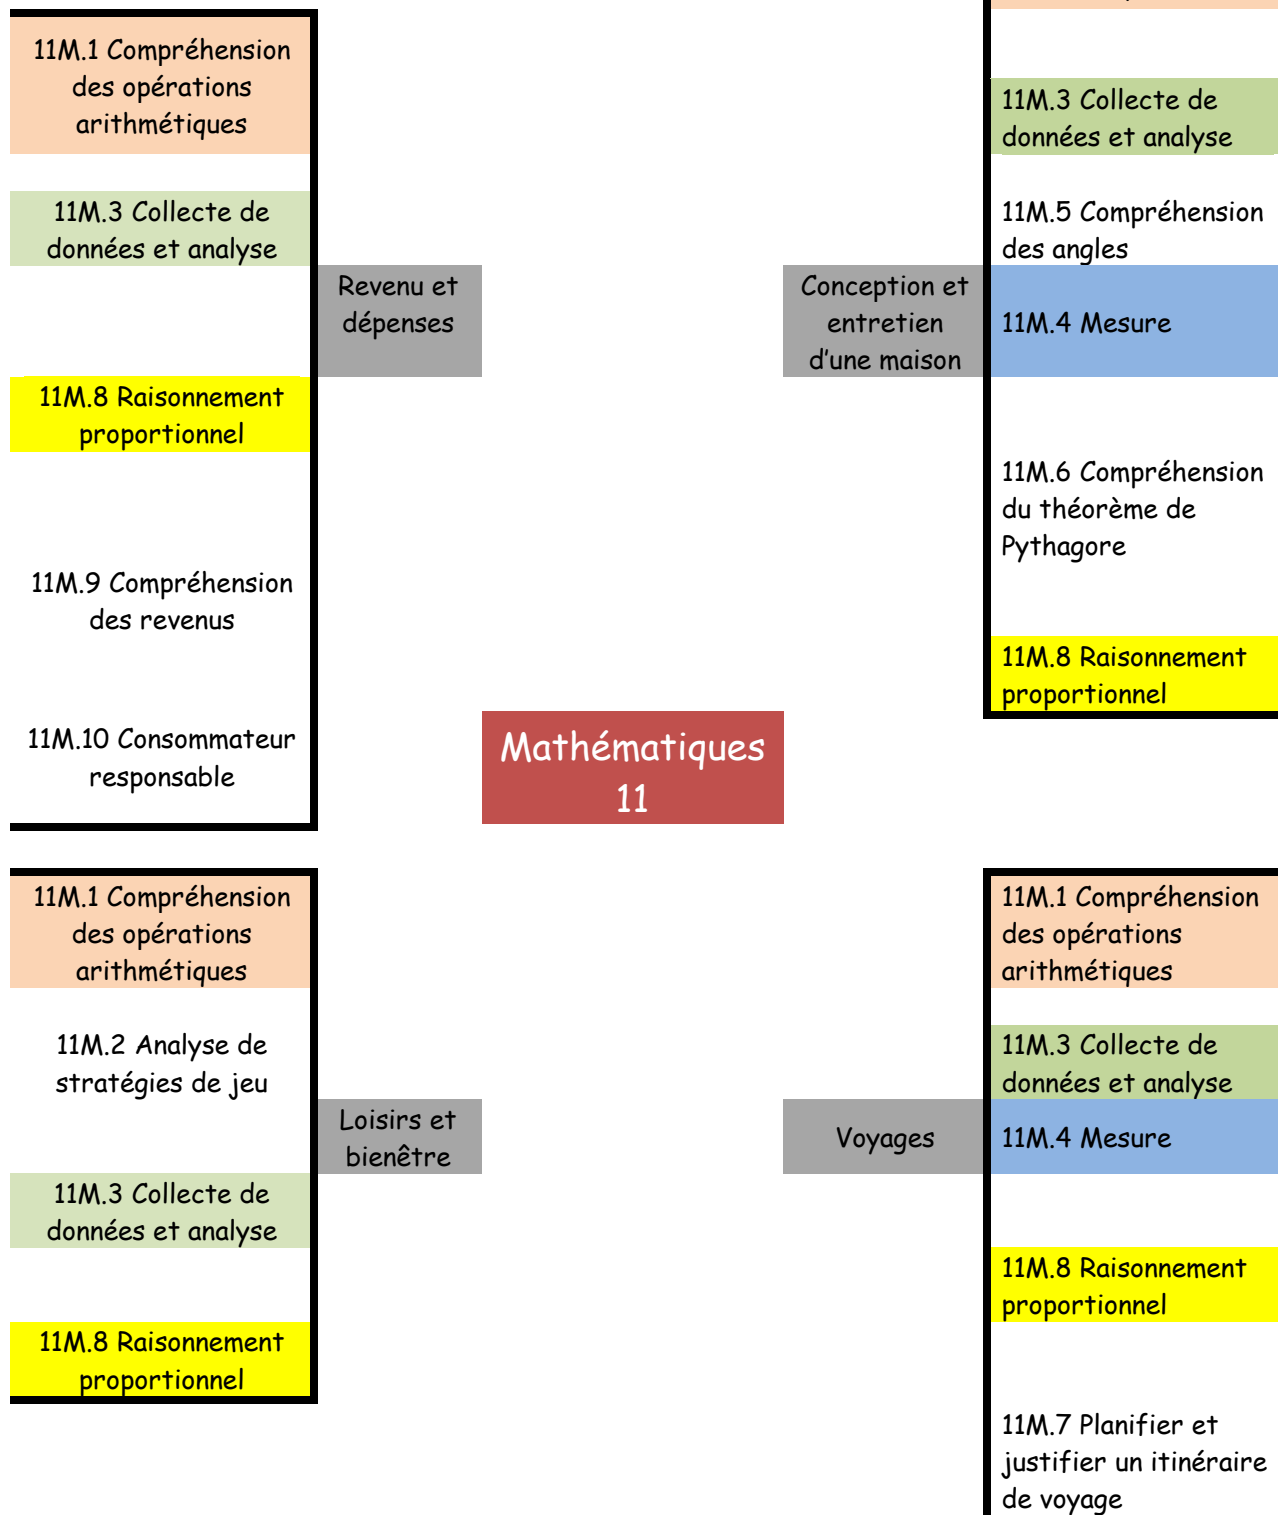 11M.1 Compréhension
des opérations
arithmétiques
11M.3 Collecte de
données et analyse
Revenu et
dépenses
11M.8 Raisonnement
proportionnel
11M.9 Compréhension
des revenus
11M.10 Consommateur
responsable
11M.3 Collecte de
données et analyse
11M.5 Compréhension
des angles
Conception et
entretien
d'une maison
11M.4 Mesure
11M.6 Compréhension
du théorème de
Pythagore
11M.8 Raisonnement
proportionnel
Mathématiques
11
11M.1 Compréhension
des opérations
arithmétiques
11M.2 Analyse de
stratégies de jeu
Loisirs et
bienêtre
11M.3 Collecte de
données et analyse
11M.8 Raisonnement
proportionnel
11M.1 Compréhension
des opérations
arithmétiques
11M.3 Collecte de
données et analyse
Voyages
11M.4 Mesure
11M.8 Raisonnement
proportionnel
11M.7 Planifier et
justifier un itinéraire
de voyage